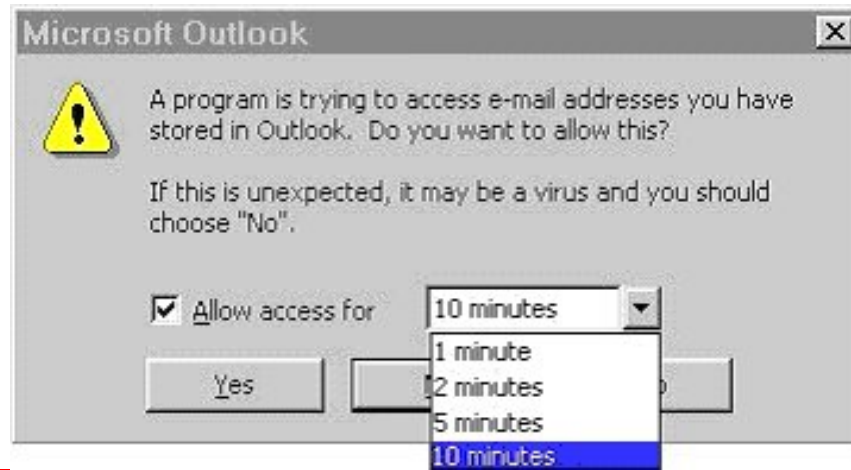 Microsoft Outlook
A program is trying to access e-mail addresses you have
stored in Outlook. Do you want to allow this?
If this is unexpected, it may be a virus and you should
choose "No".
Allow access for 10 minutes
1 minute
Yes
2 minutes
5 minutes
10 minutes